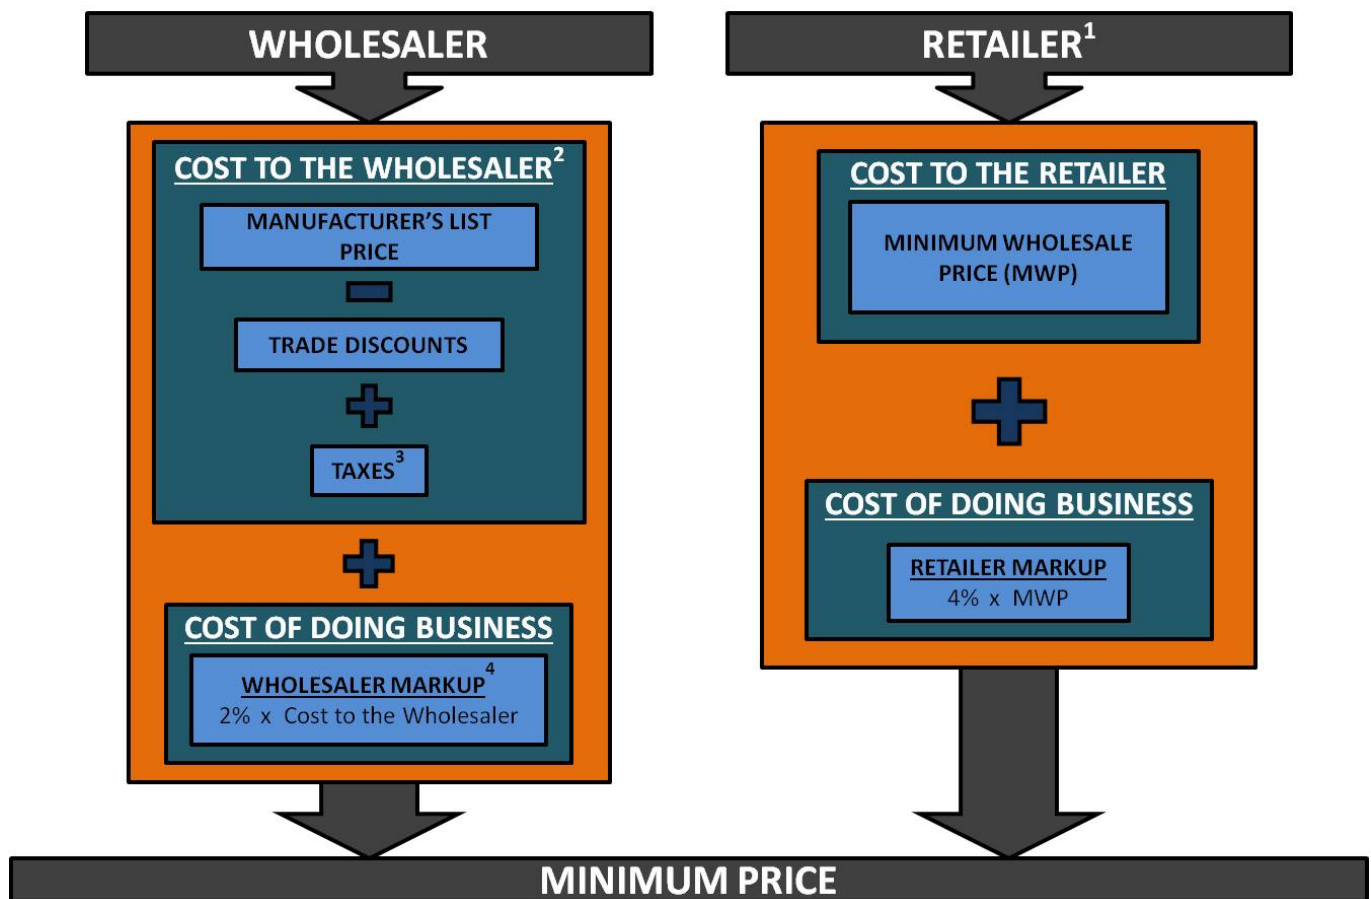 WHOLESALER
COST TO THE WHOLESALER2
MANUFACTURER'S LIST
PRICE
TRADE DISCOUNTS
TAXES3
COST OF DOING BUSINESS
WHOLESALER MARKUP4
2% x Cost to the Wholesaler
RETAILER1
COST TO THE RETAILER
MINIMUM WHOLESALE
PRICE (MWP)
COST OF DOING BUSINESS
RETAILER MARKUP
4% x MWP
MINIMUM PRICE